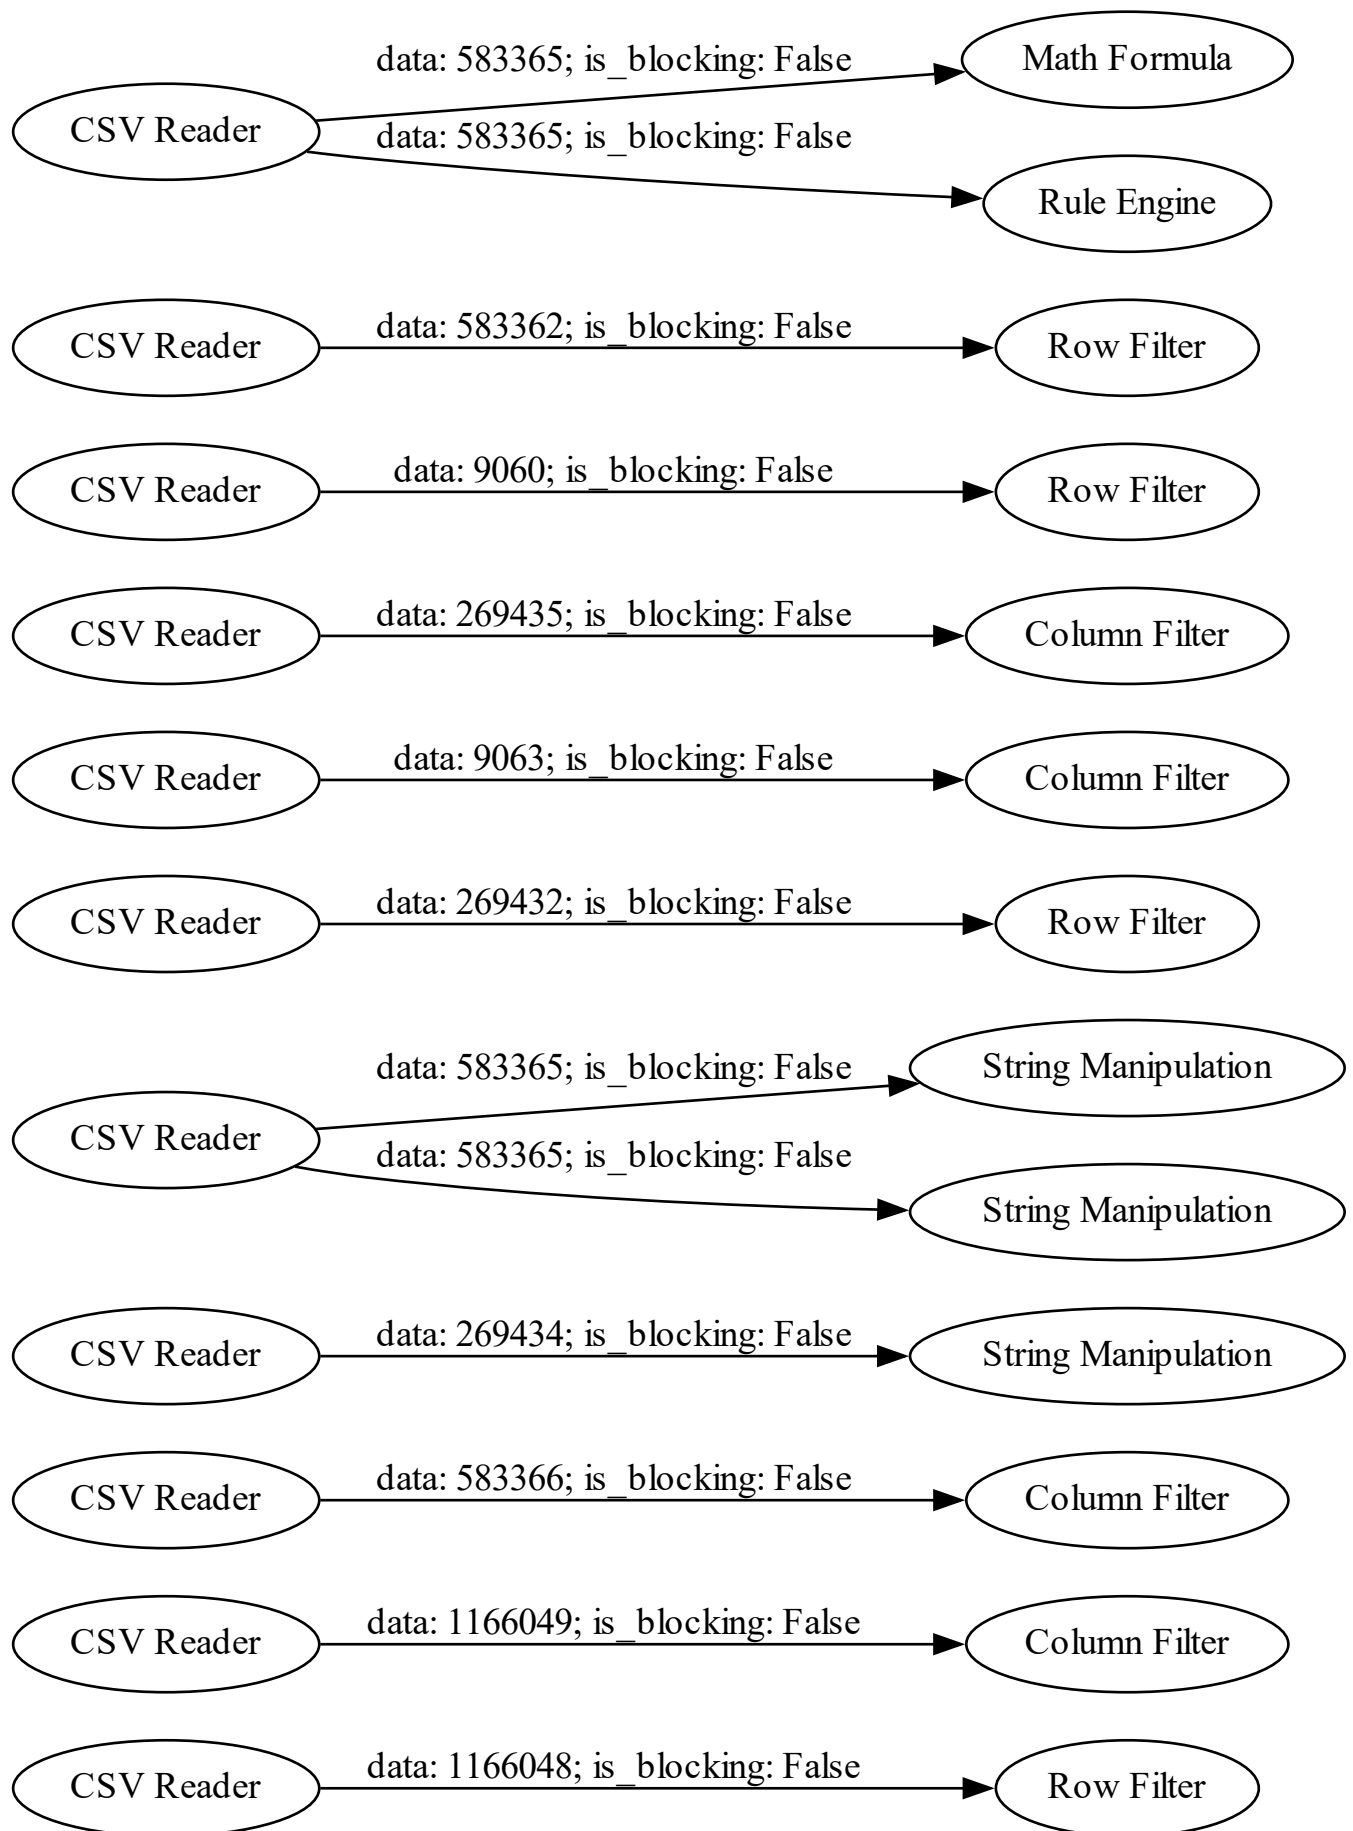 data: 583365; is_blocking: False
Math Formula
CSV Reader
data: 583365; is_blocking: False
Rule Engine
CSV Reader
data: 583362; is_blocking: False
Row Filter
CSV Reader
data: 9060; is_blocking: False
Row Filter
CSV Reader
data: 269435; is_blocking: False
Column Filter
CSV Reader
data: 9063; is_blocking: False
Column Filter
CSV Reader
data: 269432; is_blocking: False
Row Filter
data: 583365; is_blocking: False
String Manipulation
CSV Reader
data: 583365; is_blocking: False
String Manipulation
CSV Reader
data: 269434; is_blocking: False
String Manipulation
CSV Reader
data: 583366; is_blocking: False
Column Filter
CSV Reader
data: 1166049; is_blocking: False
Column Filter
CSV Reader
data: 1166048; is_blocking: False
Row Filter